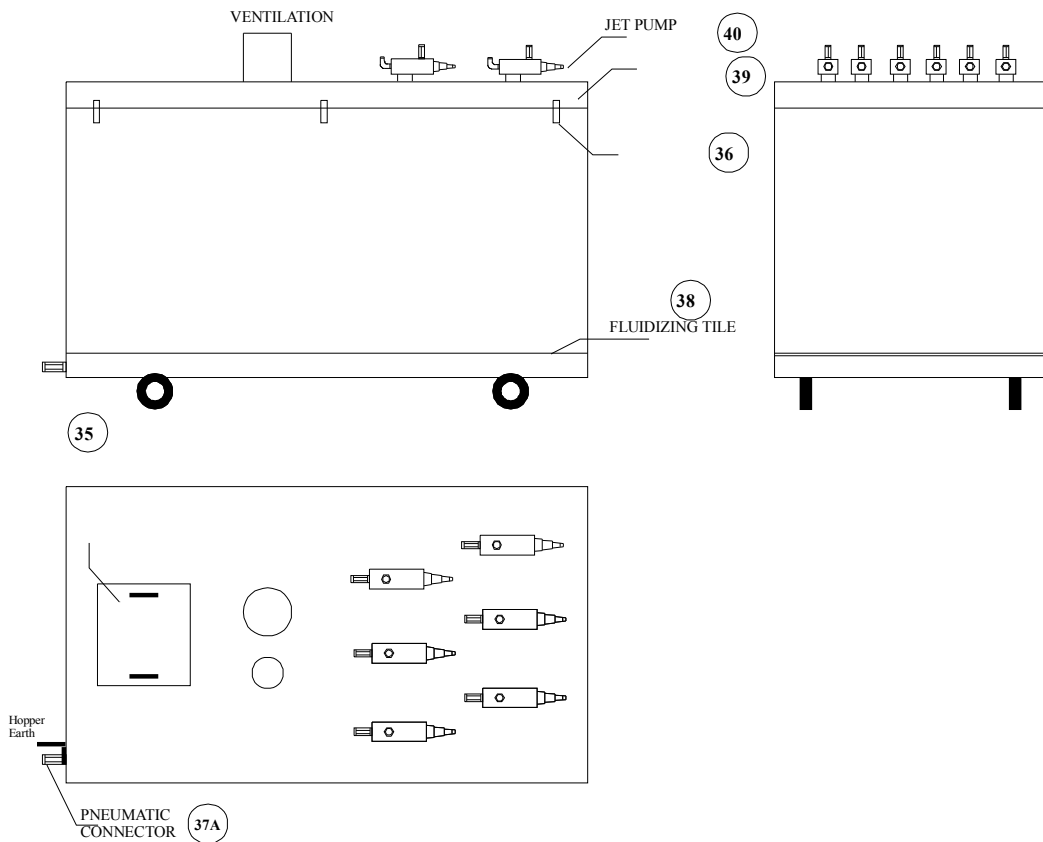 VENTILATION
JET PUMP
40
39
36
38
FLUIDIZING TILE
35
Hopper
Earth
PNEUMATIC
CONNECTOR
37A